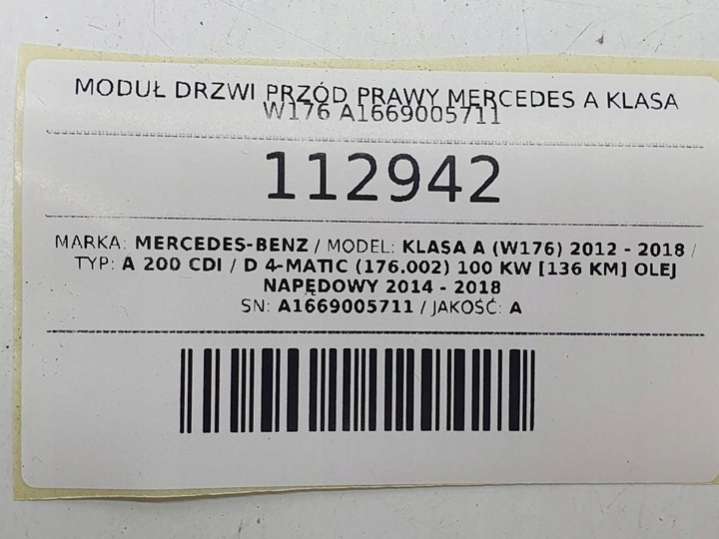 MODUŁ DRZWI PRZÓD PRAWY MERCEDES A KLASA
W176 A1669005711
112942
MARKA: MERCEDES-BENZ / MODEL: KLASA A (W176) 2012 - 2018 /
TYP: A 200 CDI / D 4-MATIC (176.002) 100 KW [136 KM] OLEJ
NAPĘDOWY 2014 - 2018
SN: A1669005711 / JAKOŚĆ: A